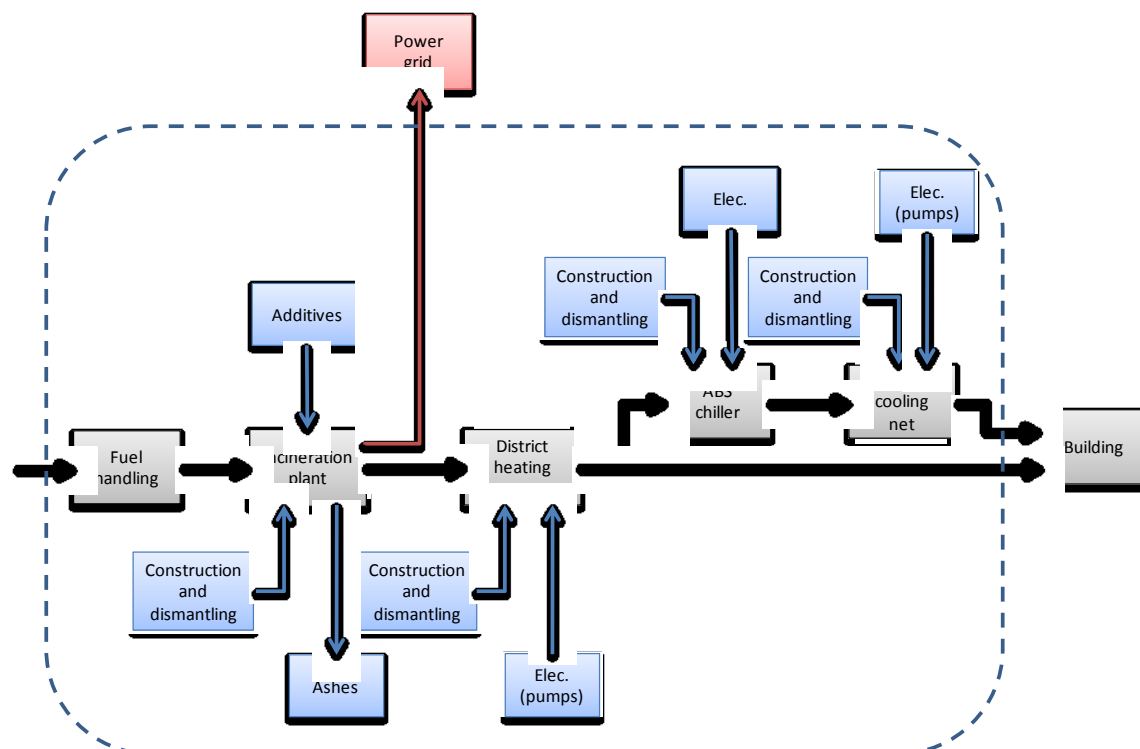 Power
grid
Elec.
Elec.
(pumps)
Construction
and
dismantling
Construction
and
dismantling
Additives
ABS
chiller
cooling
net
Fuel
handling
plant
District
heating
Building
Construction
and
dismantling
Construction
and
dismantling
Ashes
Elec.
(pumps)